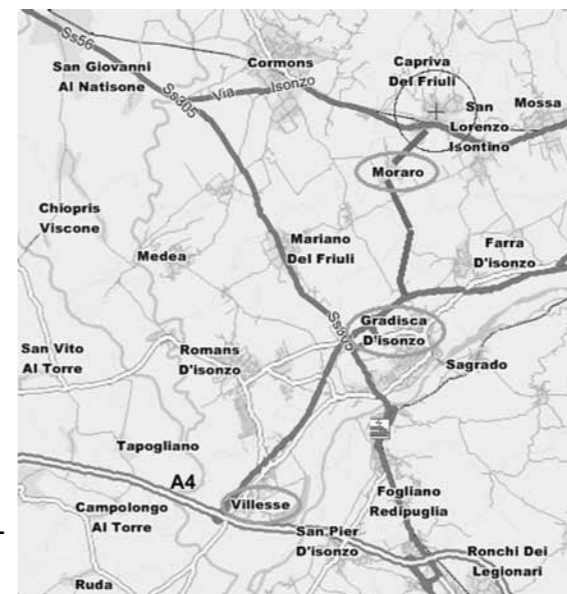 Ss56
San Giovanni
Al Natisone
Cormons
Capriva
Del Friuli
Ss305
Via Isonzo
San
Lorenzo
Isontino
Mossa
Moraro
Chiopris
Viscone
Medea
Mariano
Del Friuli
Farra
D'isonzo
Gradisca
D'isonzo
Ss305
San Vito
Al Torre
Romans
D'isonzo
Sagrado
Tapogliano
A4
Villesse
Campolongo
Al Torre
Fogliano
Redipuglia
San Pier
D'isonzo
Ronchi Dei
Legionari
Ruda